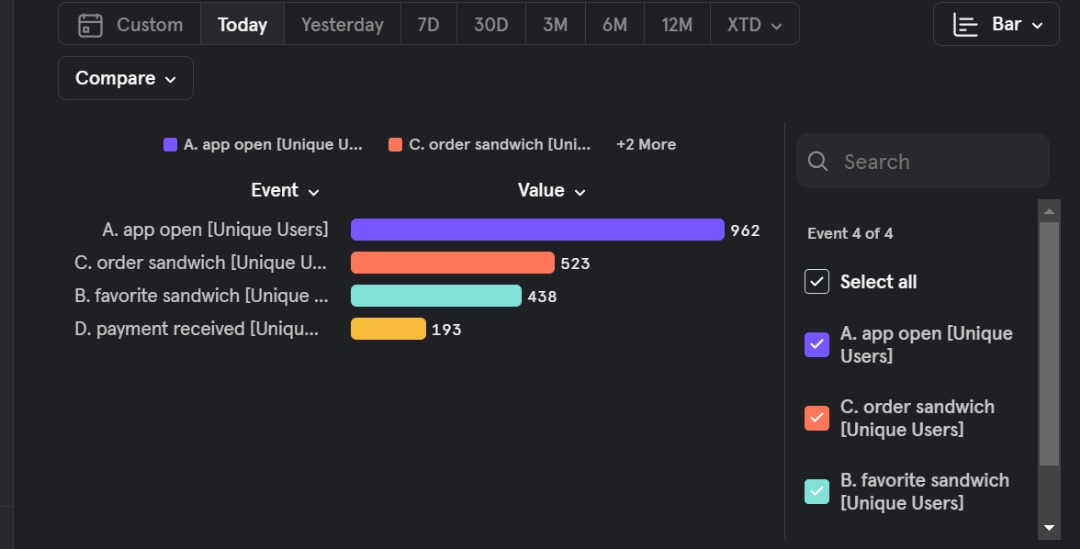 Custom Today Yesterday 7D 30D 3M 6M 12M XTD Bar
Compare
A. app open [Unique U... C. order sandwich [Uni... +2 More
Event Value
A. app open [Unique Users] 962
C. order sandwich [Unique U... 523
B. favorite sandwich [Unique ... 438
D. payment received [Uniqu... 193
Search
Event 4 of 4
Select all
A. app open [Unique
Users]
C. order sandwich
[Unique Users]
B. favorite sandwich
[Unique Users]